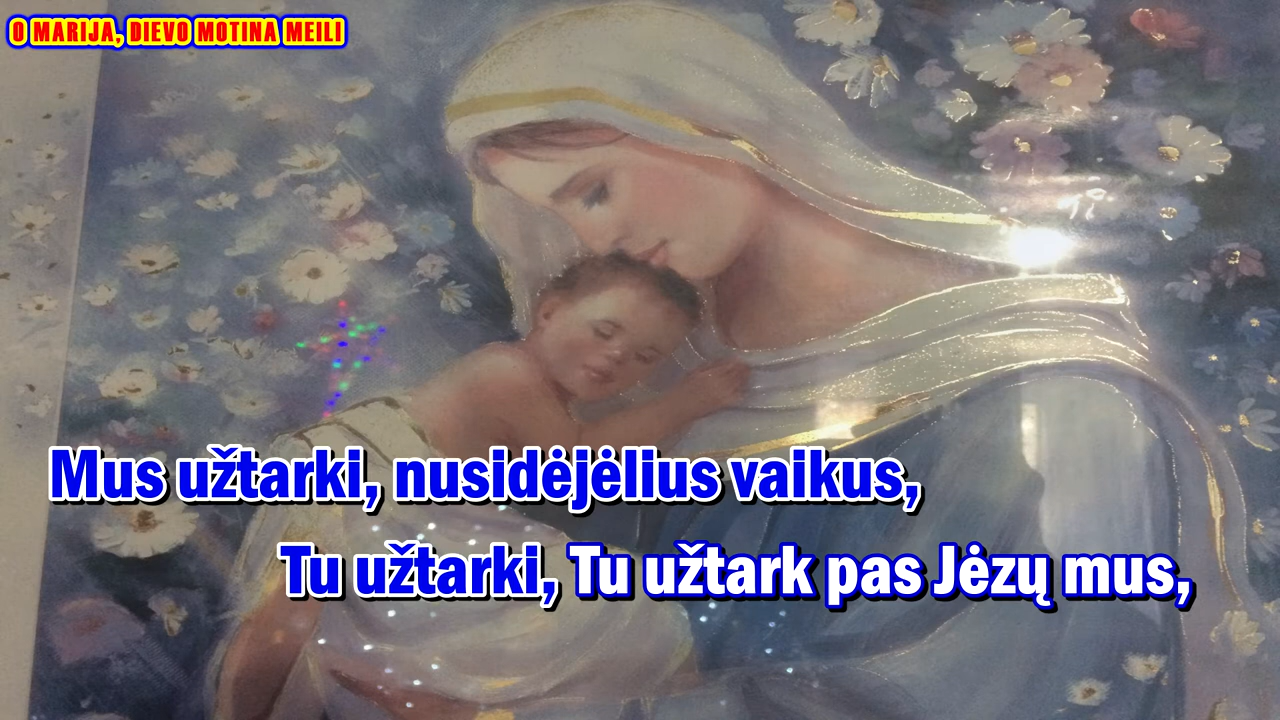 O MARIJA, DIEVO MOTINA MEILI
Mus užtarki, nusidėjėlius vaikus,
Tu užtarki, Tu užtark pas Jėzų mus,